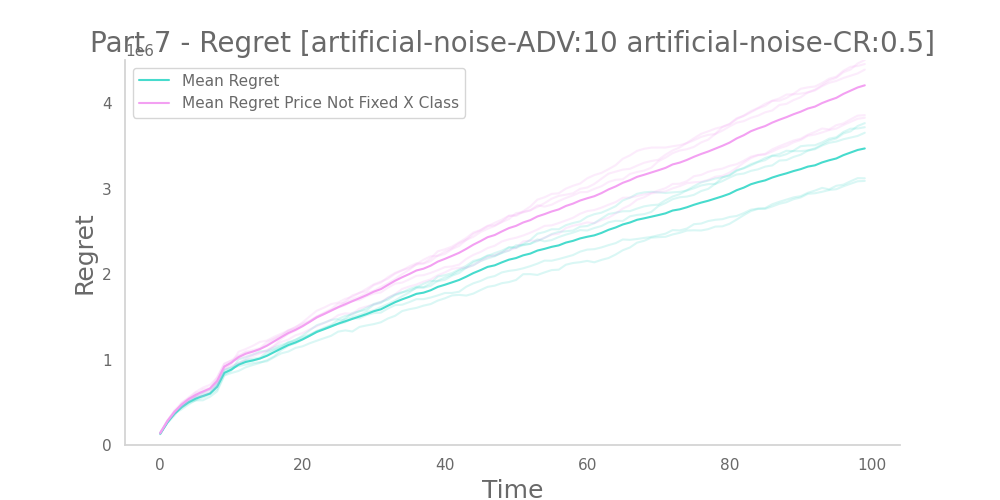 Part 7 - Regret [artificial-noise-ADV:10 artificial-noise-CR:0.5]
1e6
Mean Regret
Mean Regret Price Not Fixed X Class
4
3
2
1
0
Regret
0 20 40 60 80 100
Time